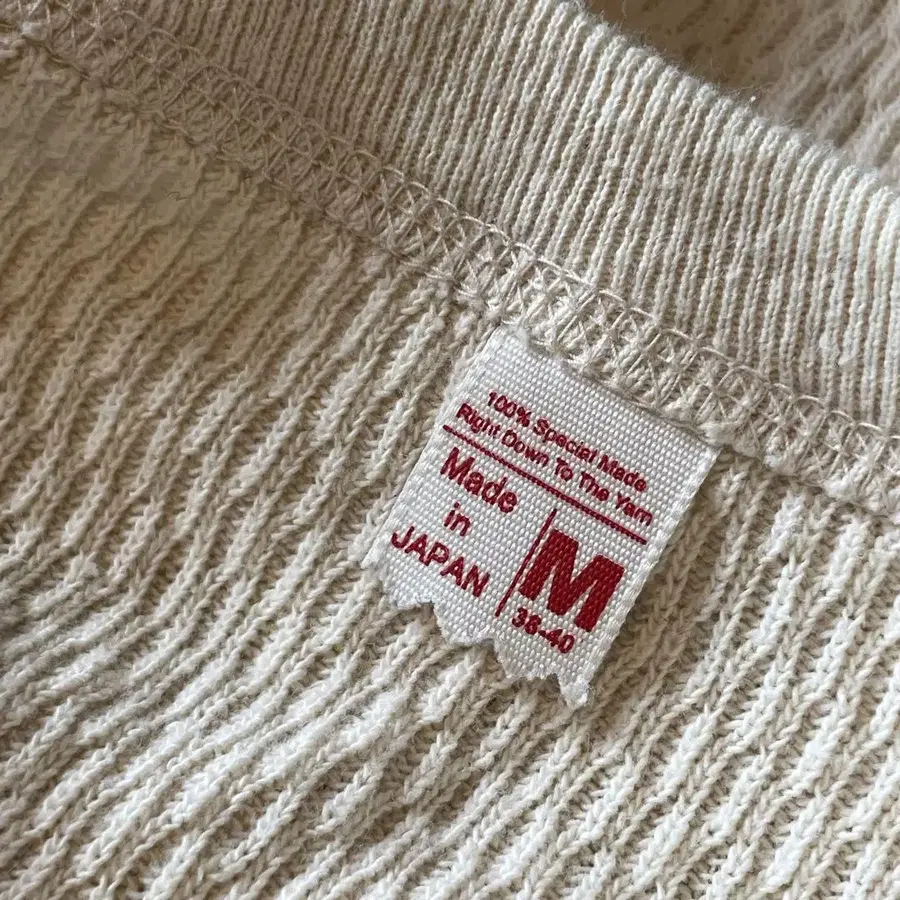 100% Special Made
Right Down To The Yarn
Made
in
JAPAN
M
38-40